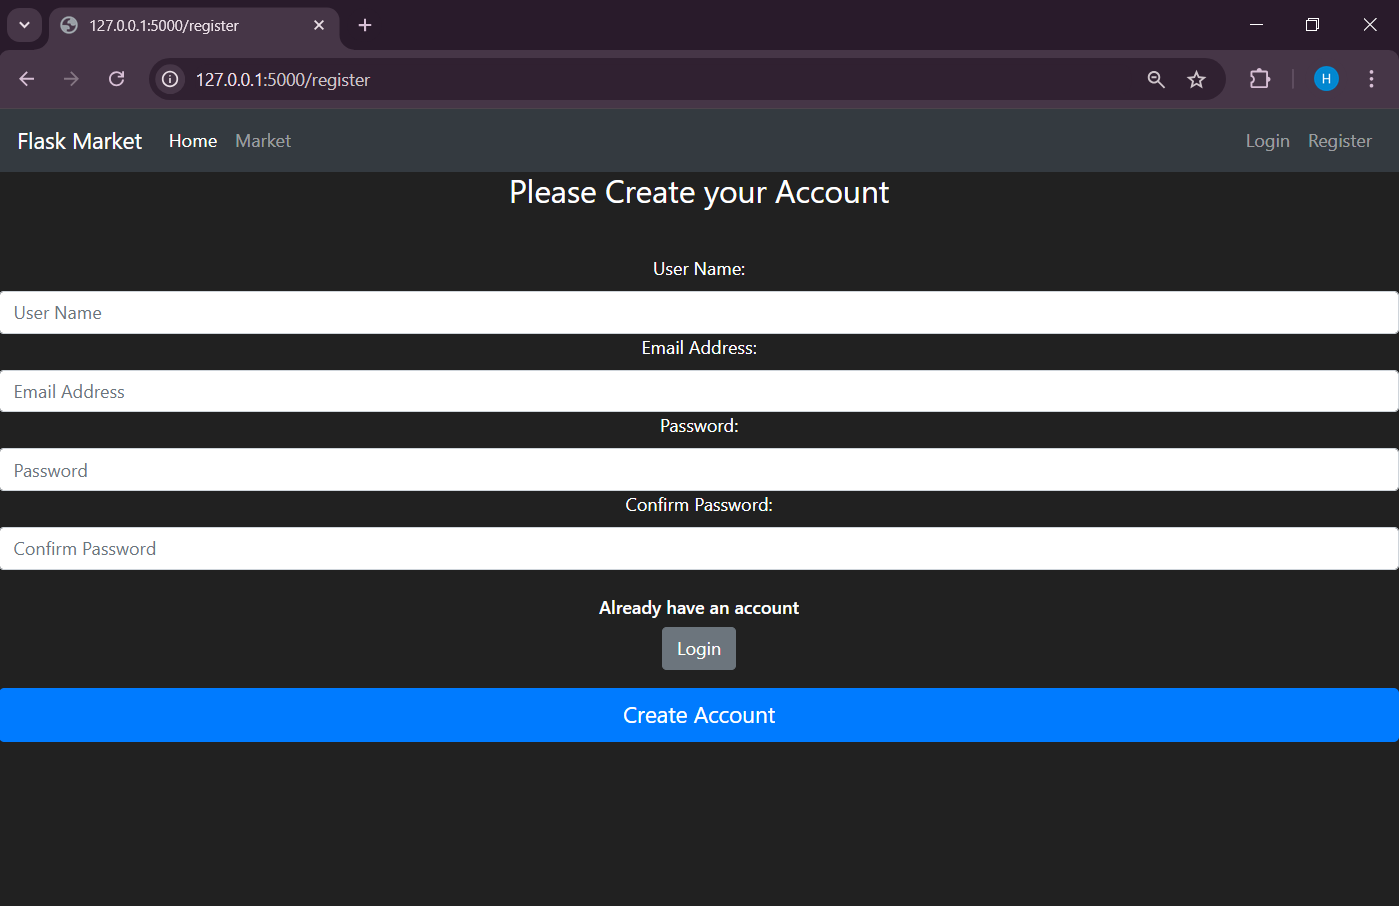 127.0.0.1:5000/register
127.0.0.1:5000/register
H
Flask Market Home Market Login Register
Please Create your Account
User Name:
User Name
Email Address:
Email Address
Password:
Password
Confirm Password:
Confirm Password
Already have an account
Login
Create Account